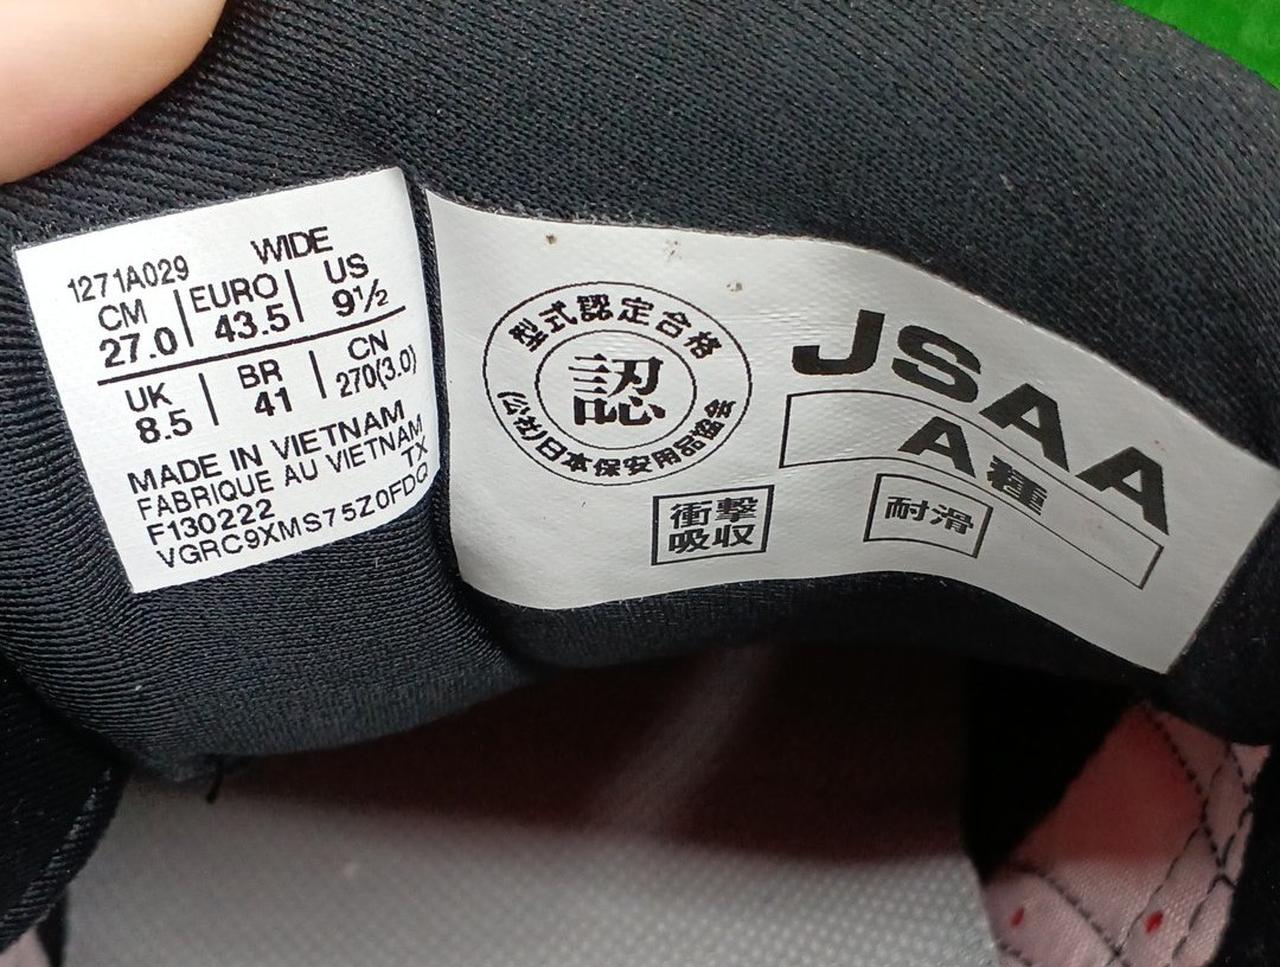 1271A029 WIDE
CM EURO US
27.0 43.5 9½
UK BR CN
8.5 41 270(3.0)
MADE IN VIETNAM
FABRIQUE AU VIETNAM
TX
F130222
VGRC9XMS75Z0FDQ
型式認定合格
認
(公社)日本保安用品協会
衝撃
吸収
JSAA
A種
耐滑